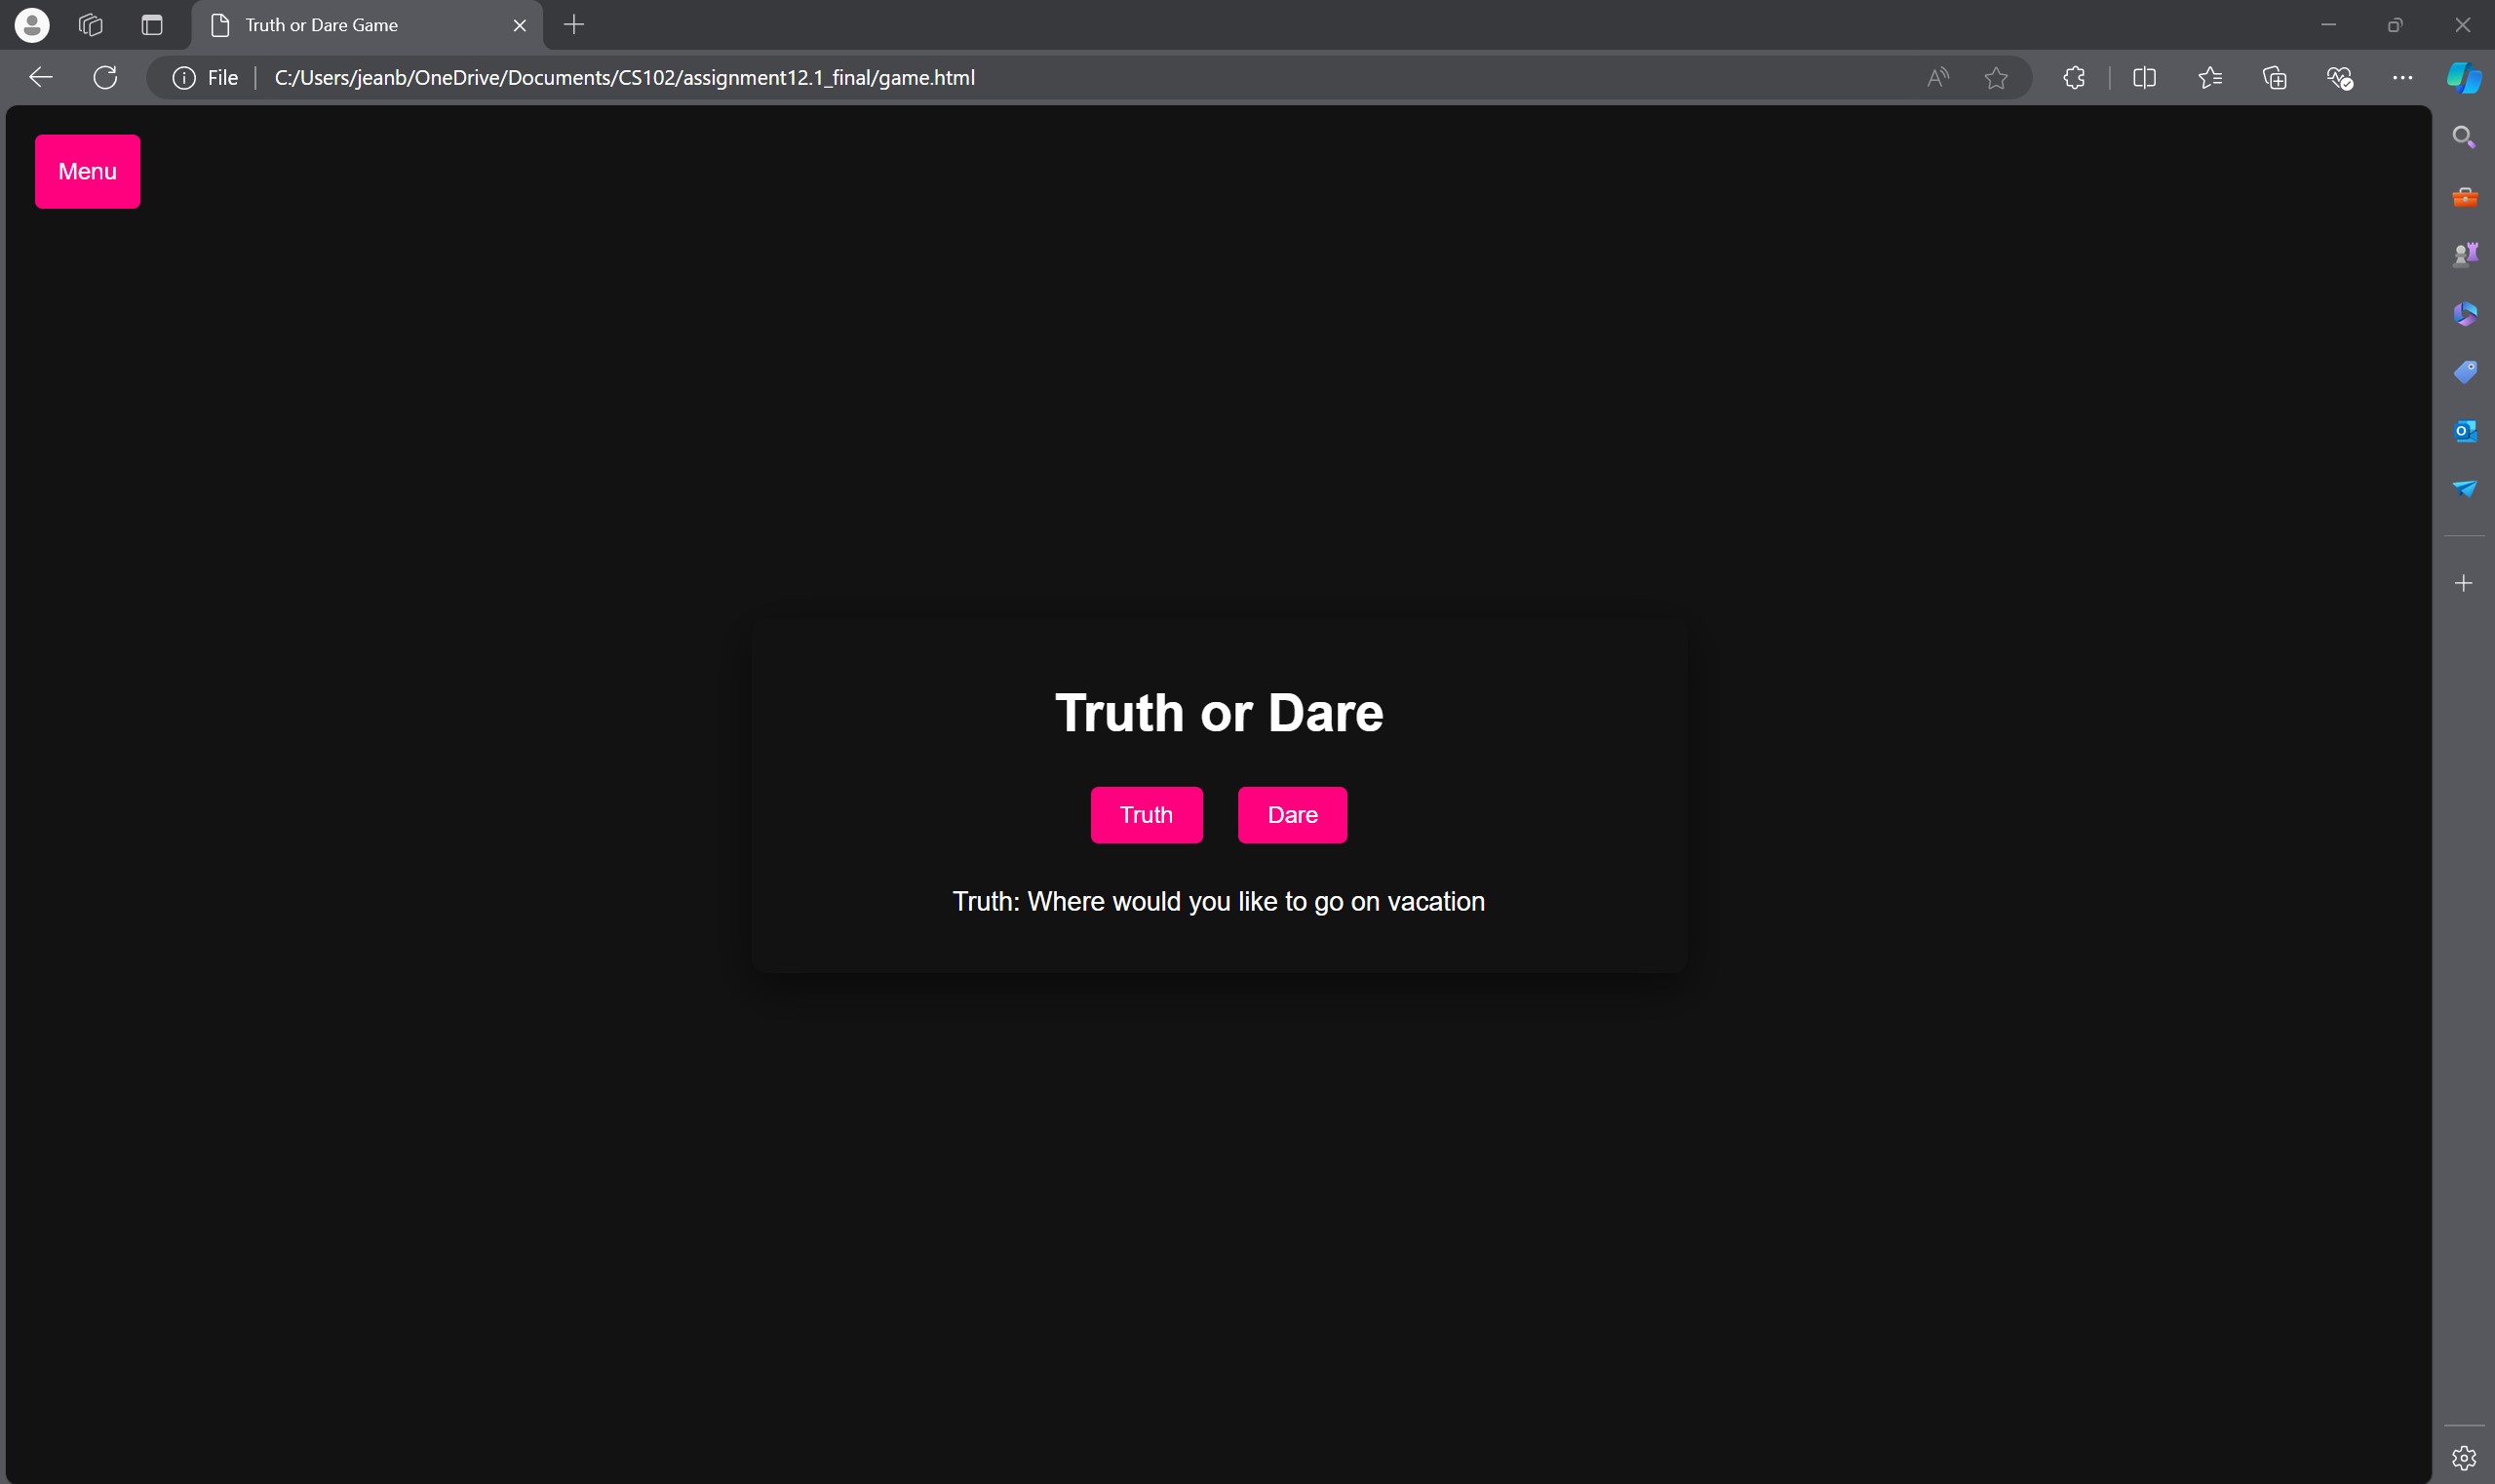 Truth or Dare Game
File
C:/Users/jeanb/OneDrive/Documents/CS102/assignment12.1_final/game.html
Menu
Truth or Dare
Truth
Dare
Truth: Where would you like to go on vacation